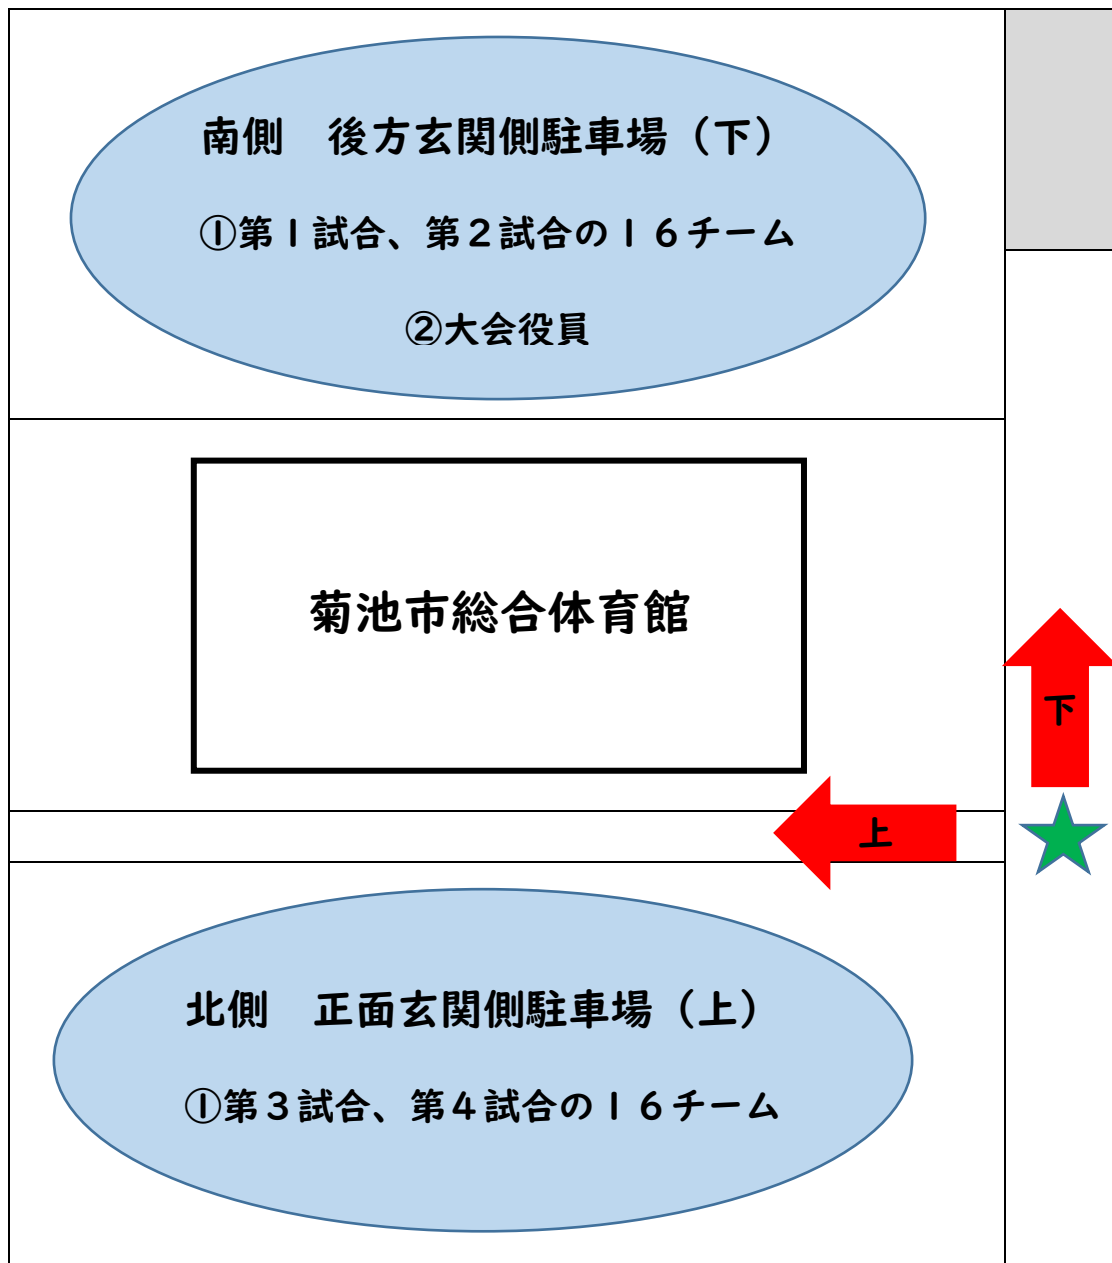 南側　後方玄関側駐車場（下）
①第１試合、第２試合の１６チーム
②大会役員
菊池市総合体育館
下
上
北側　正面玄関側駐車場（上）
①第３試合、第４試合の１６チーム